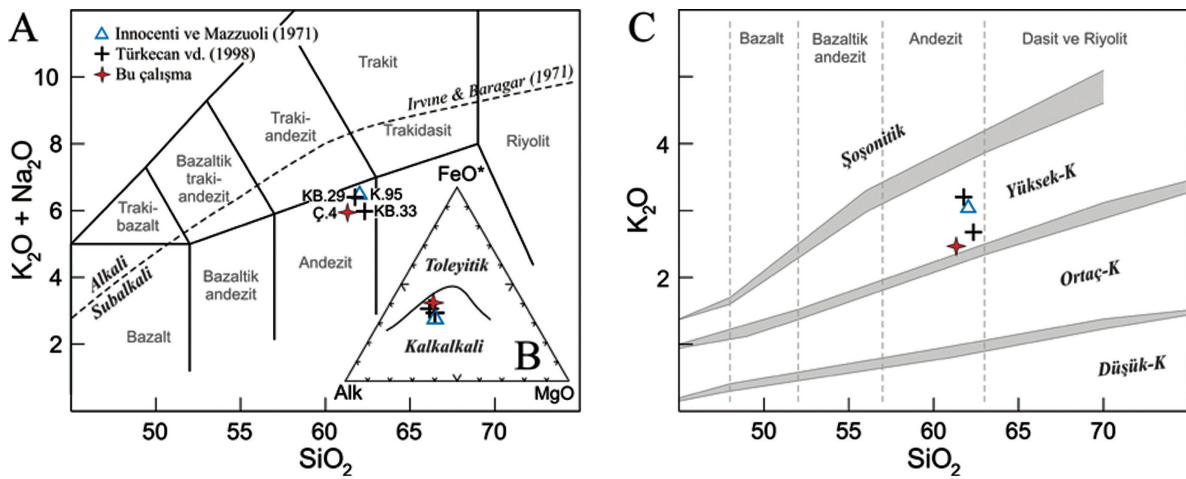 A
Innocenti ve Mazzuoli (1971)
Türkecan vd. (1998)
Bu çalışma
Trakit
Irvıne & Baragar (1971)
Traki-
andezit
Trakidasit
Riyolit
Bazaltik
traki-
andezit
Traki-
bazalt
KB.29
K.95
Ç.4
KB.33
Alkali
Subalkali
Bazaltik
andezit
Andezit
Bazalt
FeO*
Toleyitik
Kalkalkali
B
Alk
MgO
10
8
6
4
2
K₂O + Na₂O
50
55
60
65
70
SiO₂
C
Bazalt
Bazaltik
andezit
Andezit
Dasit ve Riyolit
Şoşonitik
Yüksek-K
Ortaç-K
Düşük-K
4
2
K₂O
50
55
60
65
70
SiO₂